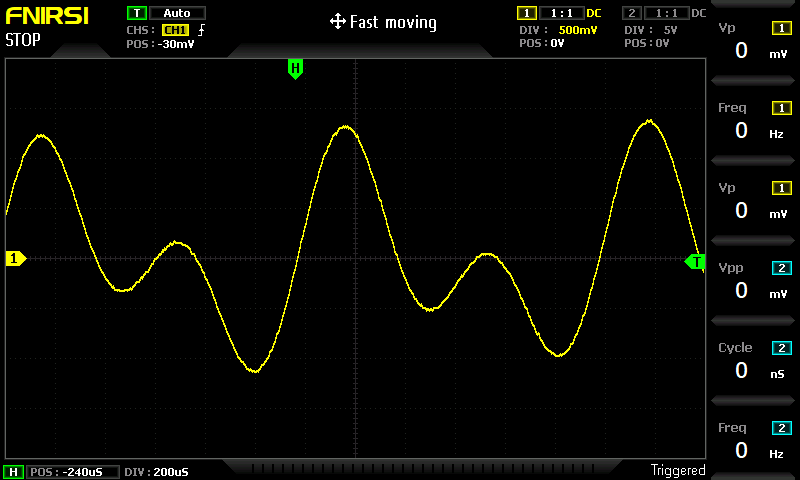 FNIRSI
STOP
T Auto
CHS: CH1
POS: -30mV
Fast moving
1 1:1 DC
DIV: 500mV
POS: 0V
2 1:1 DC
DIV: 5V
POS: 0V
H
1
T
Vp 1
0 mV
Freq 1
0 Hz
Vp 1
0 mV
Vpp 2
0 mV
Cycle 2
0 nS
Freq 2
0 Hz
H POS: -240uS DIV: 200uS
Triggered